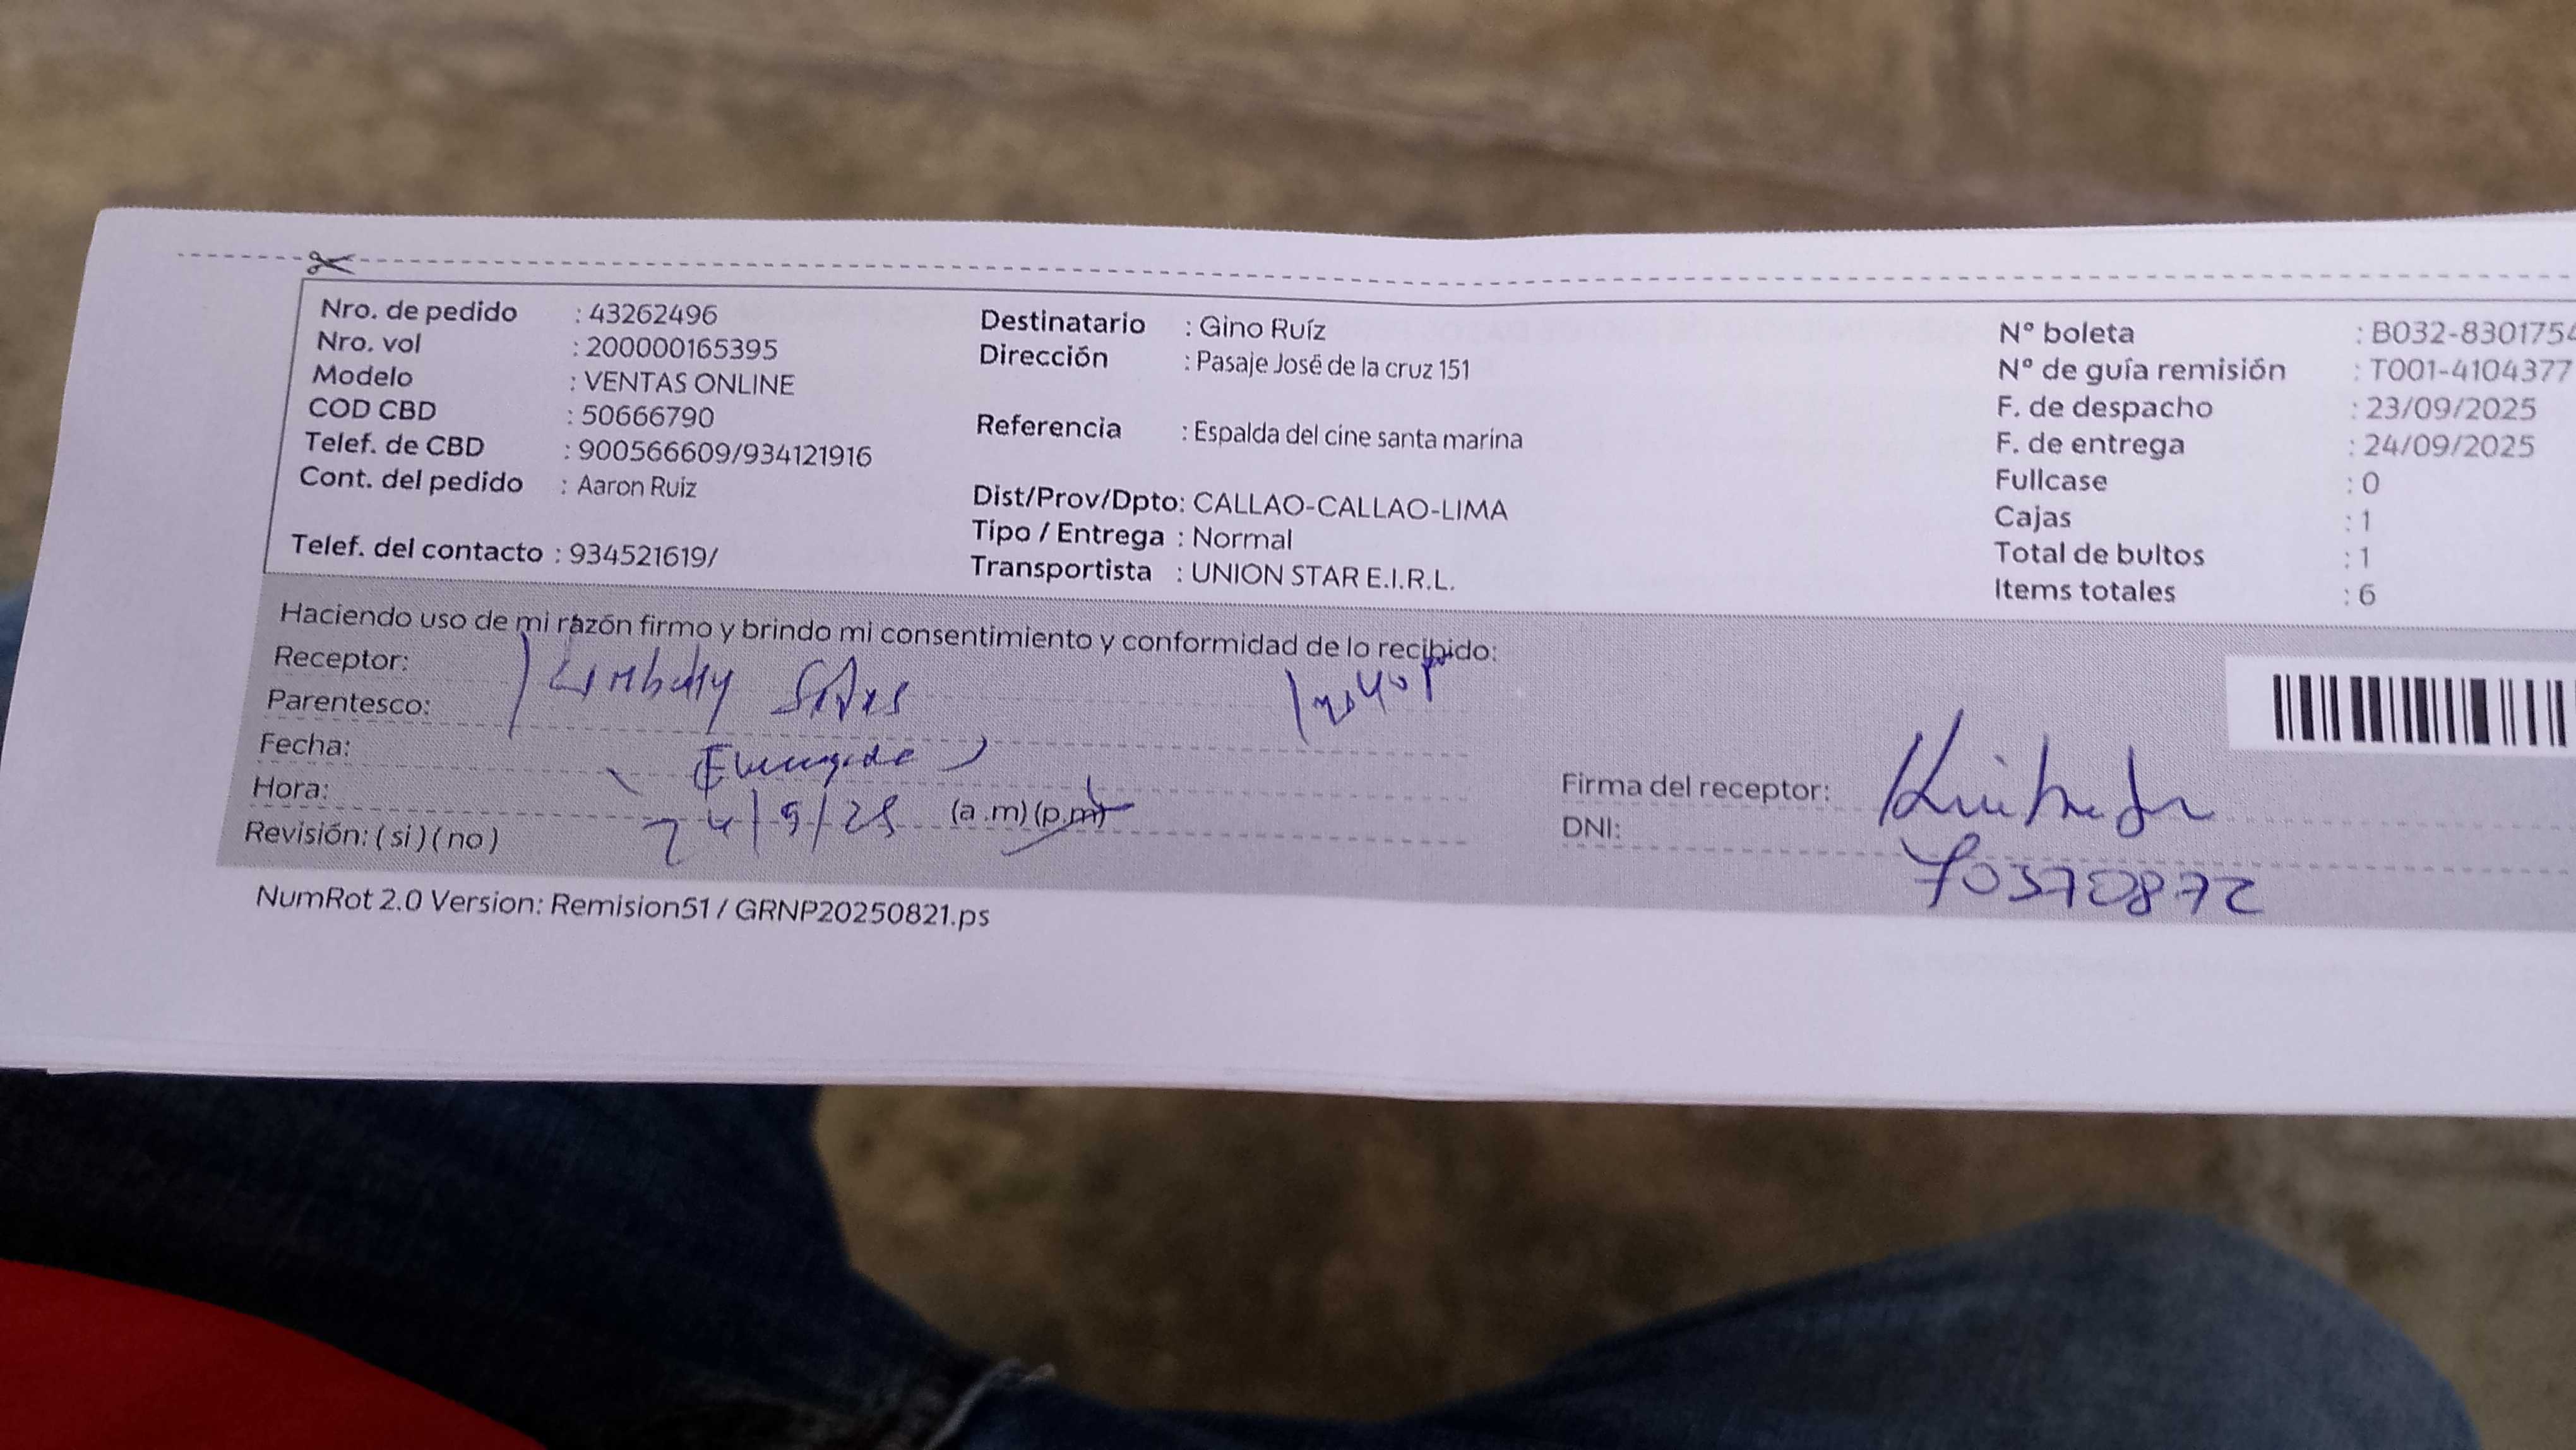 Nro. de pedido : 43262496
Nro. vol : 200000165395
Modelo : VENTAS ONLINE
COD CBD : 50666790
Telef. de CBD : 900566609/934121916
Cont. del pedido : Aaron Ruiz
Telef. del contacto : 934521619/
Destinatario : Gino Ruíz
Dirección : Pasaje José de la cruz 151
Referencia : Espalda del cine santa marina
Dist/Prov/Dpto: CALLAO-CALLAO-LIMA
Tipo / Entrega : Normal
Transportista : UNION STAR E.I.R.L.
N° boleta : B032-8301754
N° de guía remisión : T001-4104377
F. de despacho : 23/09/2025
F. de entrega : 24/09/2025
Fullcase : 0
Cajas : 1
Total de bultos : 1
Items totales : 6
Haciendo uso de mi razón firmo y brindo mi consentimiento y conformidad de lo recibido:
Receptor: Kimberly
Parentesco:
Fecha:
Hora: 24/9/25 (a.m) (p.m)
Revisión: ( si ) ( no )
Firma del receptor:
DNI: 70370872
NumRot 2.0 Version: Remision51 / GRNP20250821.ps